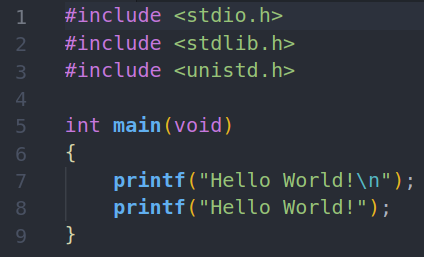 1 #include <stdio.h>
2 #include <stdlib.h>
3 #include <unistd.h>
4
5 int main(void)
6 {
7     printf("Hello World!\n");
8     printf("Hello World!");
9 }